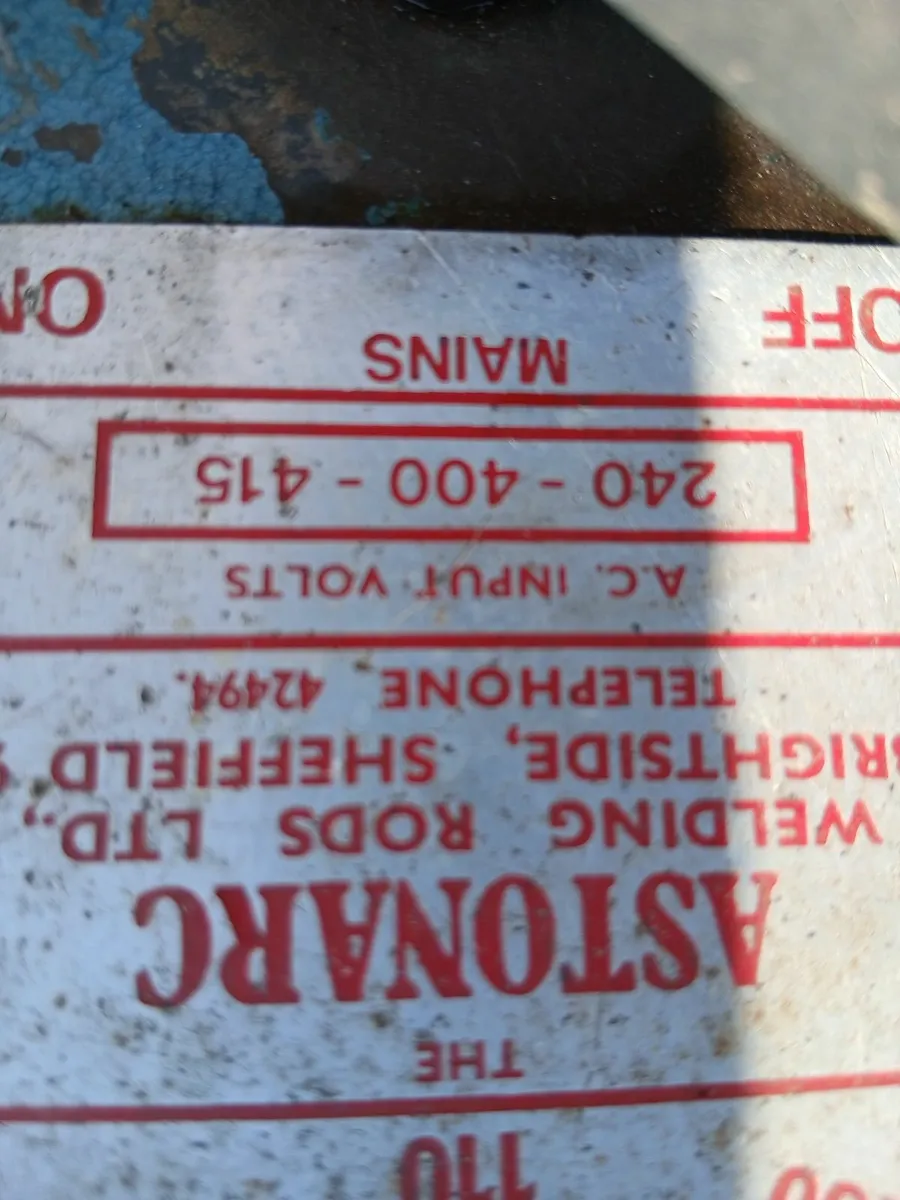 110
THE
ASTONARC
WELDING RODS LTD.,
BRIGHTSIDE, SHEFFIELD
TELEPHONE 42494.
A.C. INPUT VOLTS
240 - 400 - 415
MAINS
OFF ON